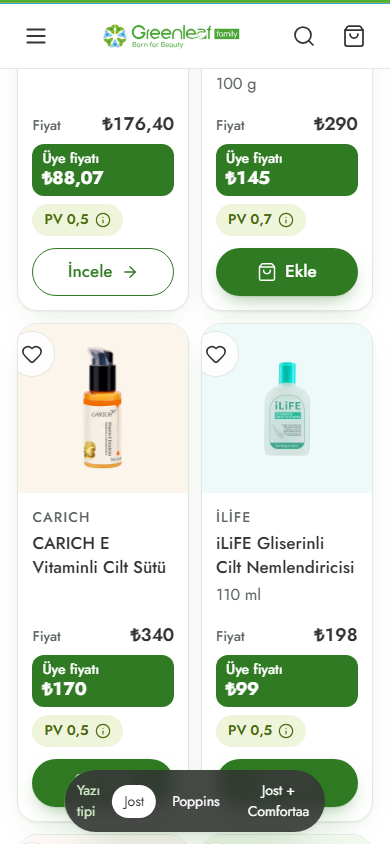 Greenleaf family
Born for Beauty
100 g
Fiyat ₺176,40
Üye fiyatı
₺88,07
PV 0,5
İncele
Fiyat ₺290
Üye fiyatı
₺145
PV 0,7
Ekle
CARICH
CARICH
CARICH E
Vitaminli Cilt Sütü
Fiyat ₺340
Üye fiyatı
₺170
PV 0,5
iLiFE
İLİFE
iLiFE Gliserinli
Cilt Nemlendiricisi
110 ml
Fiyat ₺198
Üye fiyatı
₺99
PV 0,5
Yazı
tipi
Jost
Poppins
Jost +
Comfortaa